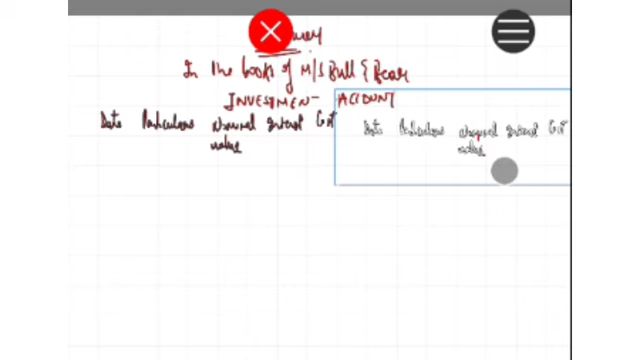 In the books of M/s Bull & Bear
INVESTMENT ACCOUNT
Date Particulars Nominal Interest Cost Date Particulars Nominal Interest Cost
value value